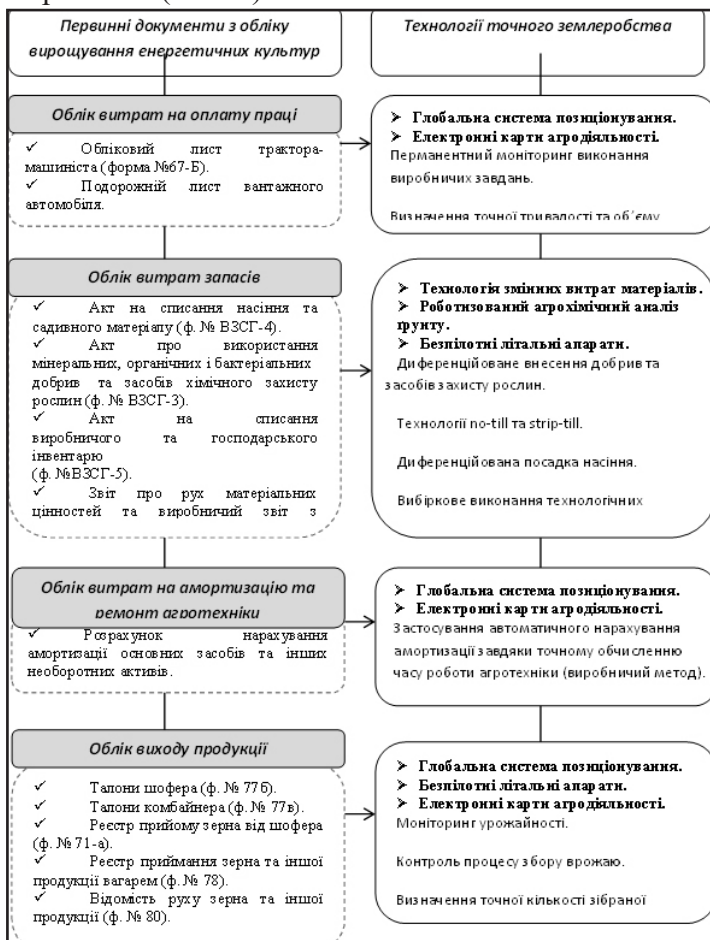 Первинні документи з обліку
вирощування енергетичних культур
Технології точного землеробства
Облік витрат на оплату праці
✓ Обліковий лист трактора-
машиніста (форма №67-Б).
✓ Подорожній лист вантажного
автомобіля.
➤ Глобальна система позиціонування.
➤ Електронні карти агродіяльності.
Перманентний моніторинг виконання
виробничих завдань.
Визначення точної тривалості та об'єму
Облік витрат запасів
✓ Акт на списання насіння та
садивного матеріалу (ф. № ВЗСГ-4).
✓ Акт про використання
мінеральних, органічних і бактеріальних
добрив та засобів хімічного захисту
рослин (ф. № ВЗСГ-3).
✓ Акт на списання
виробничого та господарського
інвентарю
(ф. №ВЗСГ-5).
✓ Звіт про рух матеріальних
цінностей та виробничий звіт з
➤ Технологія змінних витрат матеріалів.
➤ Роботизований агрохімічний аналіз
ґрунту.
➤ Безпілотні літальні апарати.
Диференційоване внесення добрив та
засобів захисту рослин.
Технології no-till та strip-till.
Диференційована посадка насіння.
Вибіркове виконання технологічних
Облік витрат на амортизацію та
ремонт агротехніки
✓ Розрахунок нарахування
амортизації основних засобів та інших
необоротних активів.
➤ Глобальна система позиціонування.
➤ Електронні карти агродіяльності.
Застосування автоматичного нарахування
амортизації завдяки точному обчисленню
часу роботи агротехніки (виробничий метод).
Облік виходу продукції
✓ Талони шофера (ф. № 77б).
✓ Талони комбайнера (ф. № 77в).
✓ Реєстр прийому зерна від шофера
(ф. № 71-а).
✓ Реєстр приймання зерна та іншої
продукції вагарем (ф. № 78).
✓ Відомість руху зерна та іншої
продукції (ф. № 80).
➤ Глобальна система позиціонування.
➤ Безпілотні літальні апарати.
➤ Електронні карти агродіяльності.
Моніторинг урожайності.
Контроль процесу збору врожаю.
Визначення точної кількості зібраної